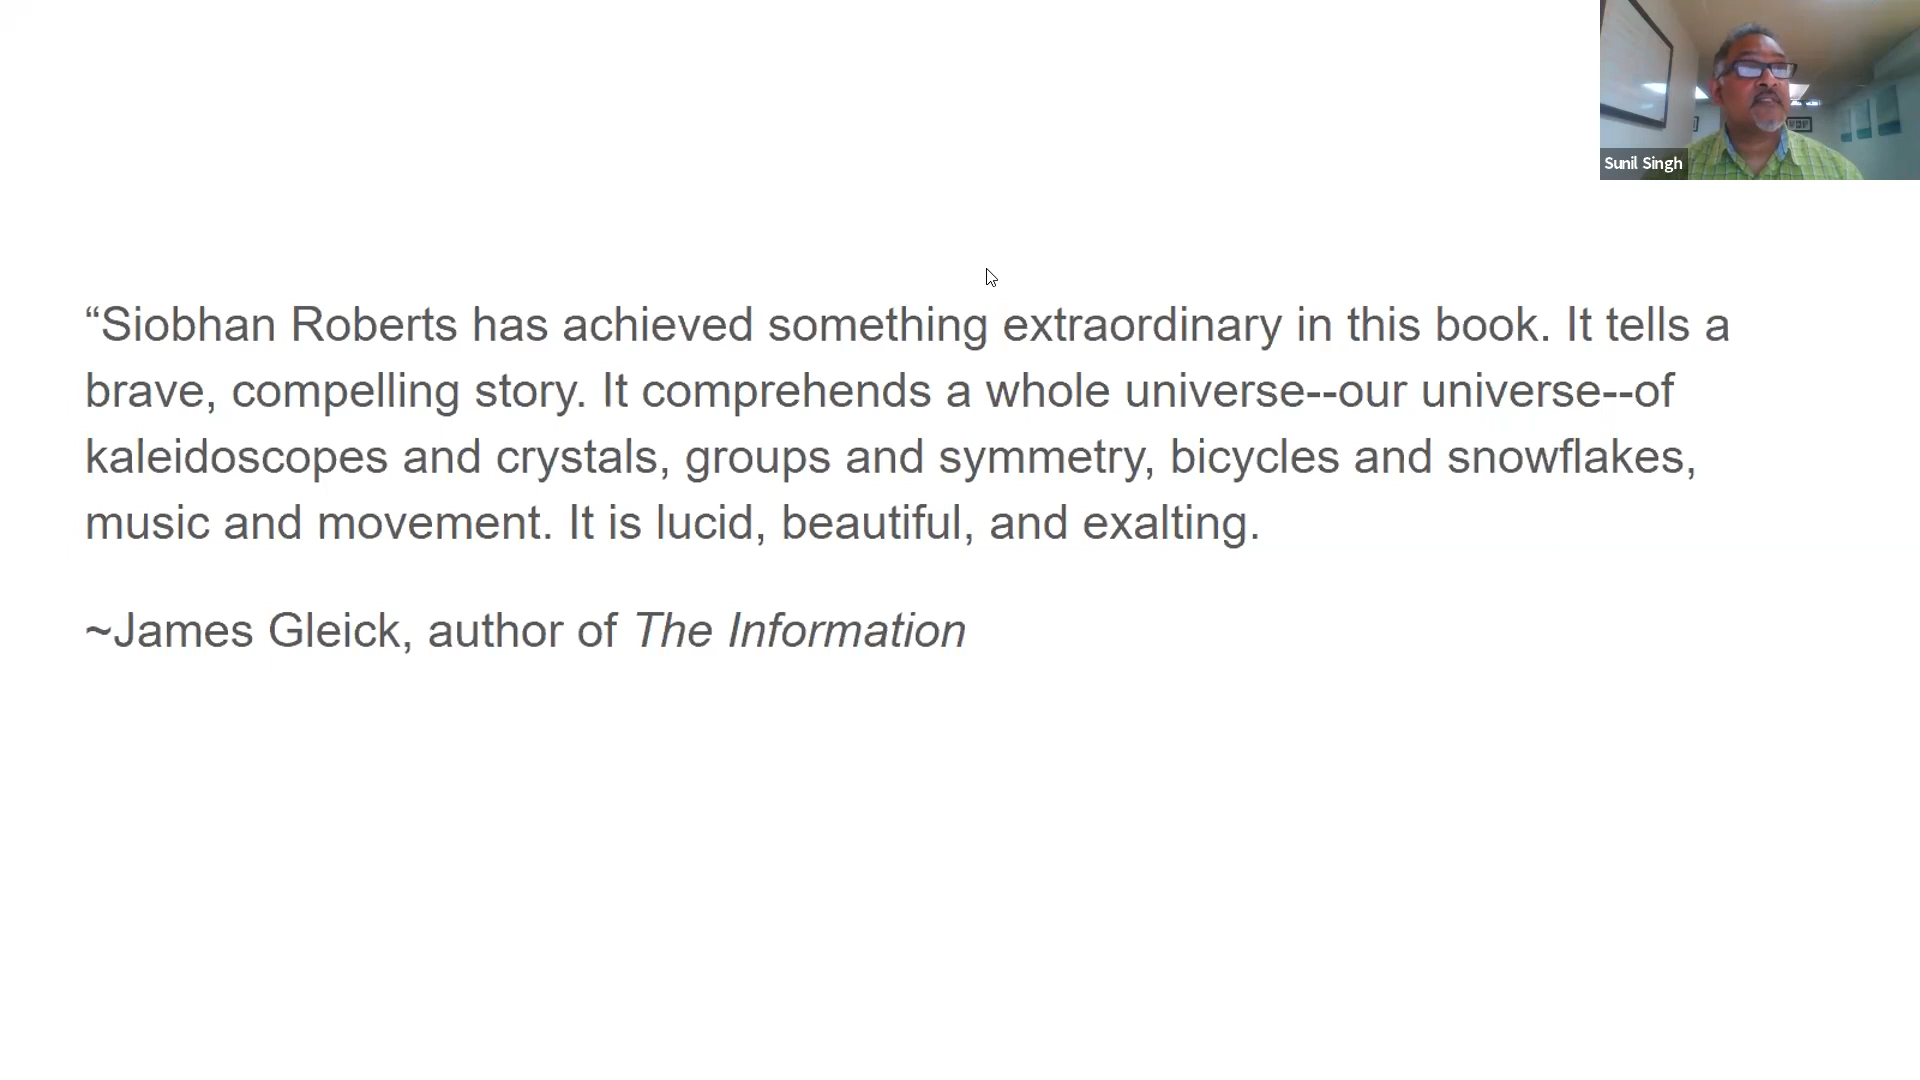 Sunil Singh
“Siobhan Roberts has achieved something extraordinary in this book. It tells a
brave, compelling story. It comprehends a whole universe--our universe--of
kaleidoscopes and crystals, groups and symmetry, bicycles and snowflakes,
music and movement. It is lucid, beautiful, and exalting.
~James Gleick, author of The Information